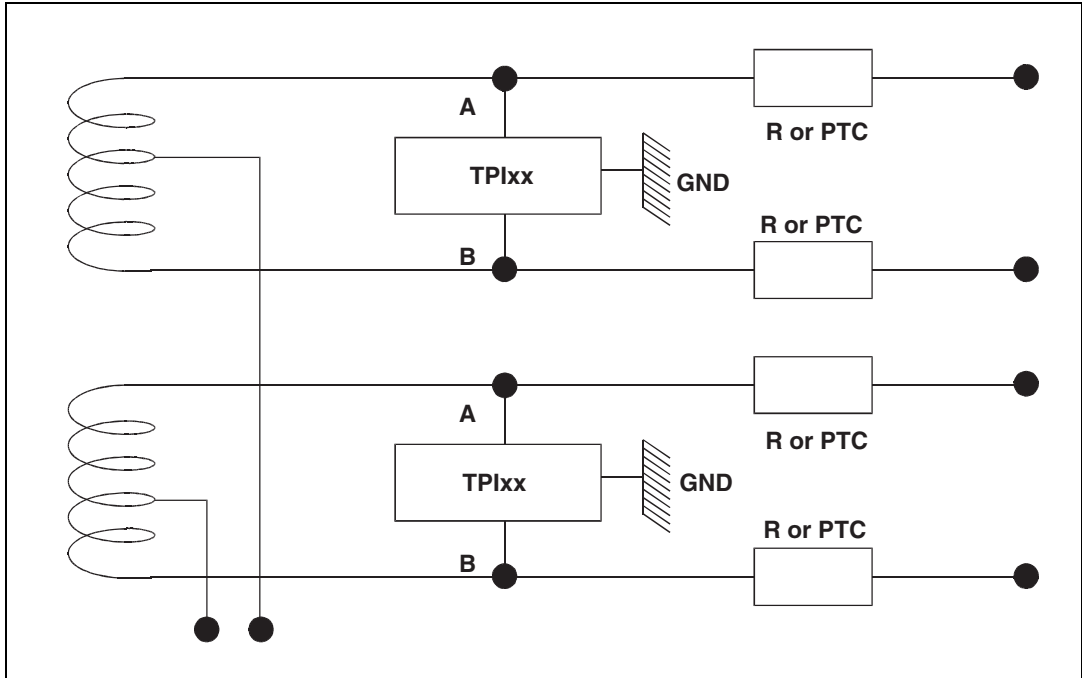 A
R or PTC
TPIxx
GND
R or PTC
B
A
R or PTC
TPIxx
GND
R or PTC
B